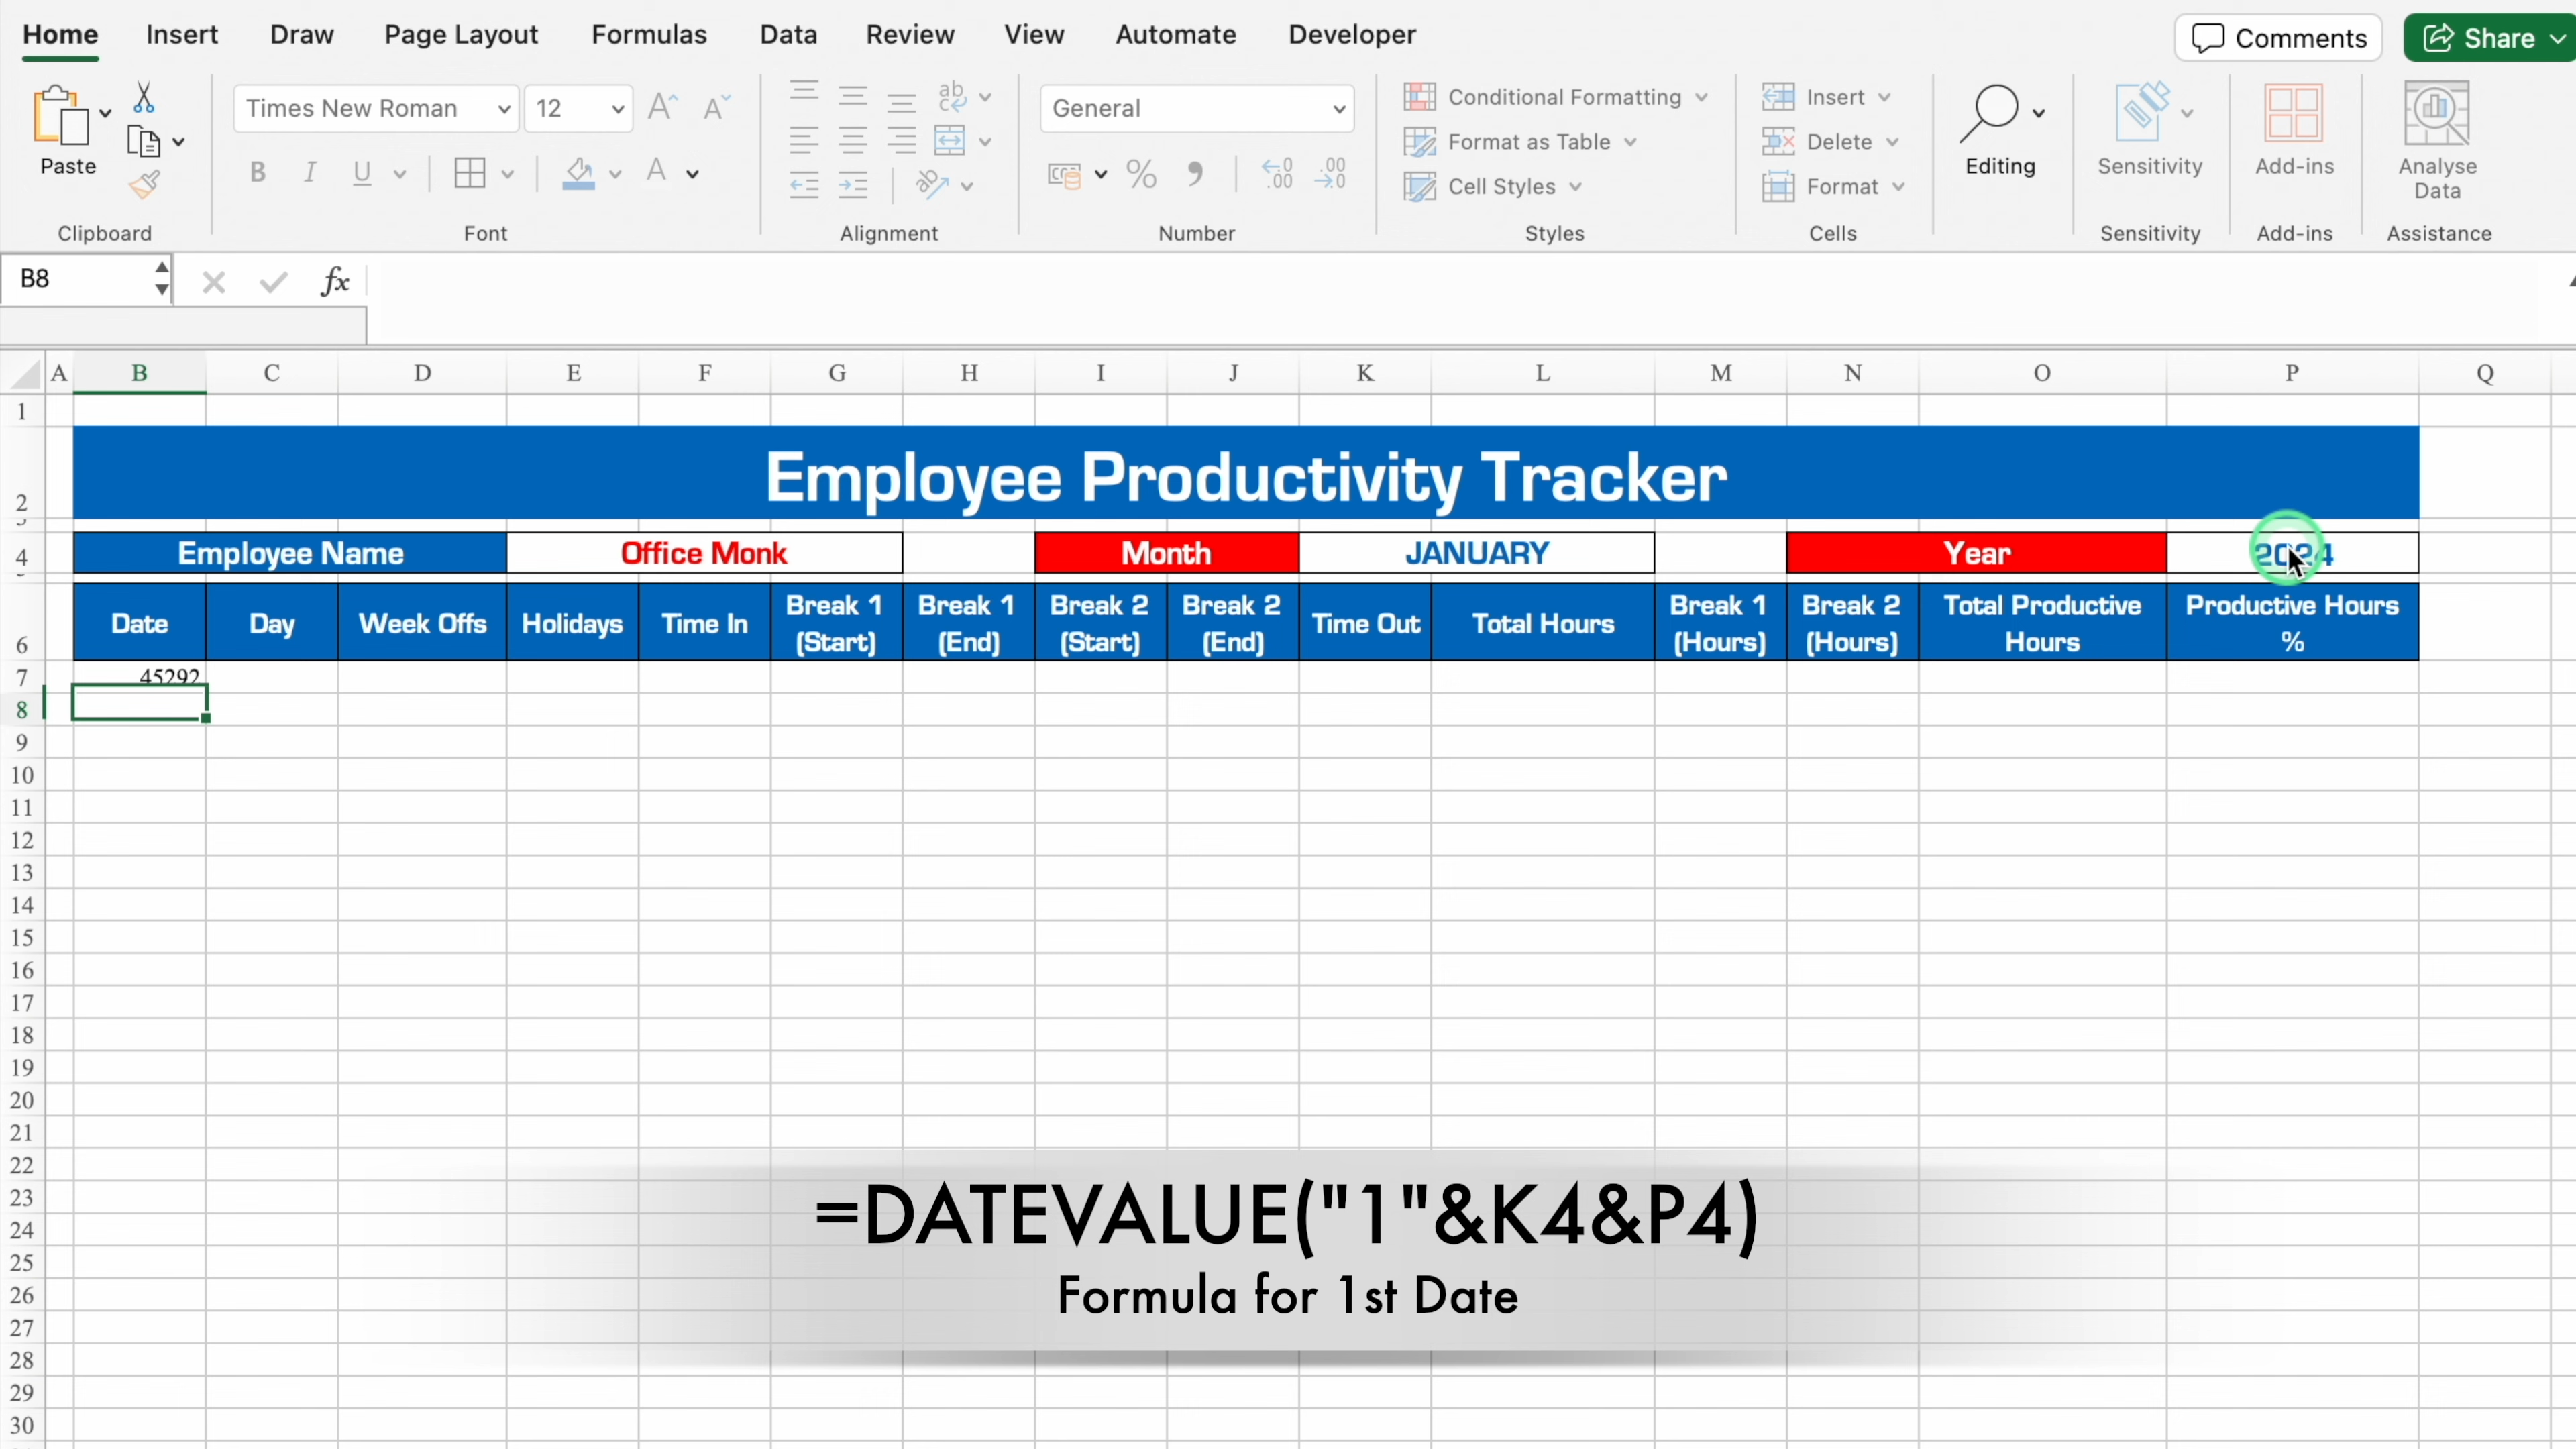 Home Insert Draw Page Layout Formulas Data Review View Automate Developer Comments Share
Paste
Clipboard
Times New Roman 12
B I U A
Font
ab
Alignment
General
%
Number
Conditional Formatting
Format as Table
Cell Styles
Styles
Insert
Delete
Format
Cells
Editing
Sensitivity
Sensitivity
Add-ins
Add-ins
Analyse
Data
Assistance
B8 fx
A B C D E F G H I J K L M N O P Q
1
2 Employee Productivity Tracker
4 Employee Name Office Monk Month JANUARY Year 2024
6 Date Day Week Offs Holidays Time In Break 1 (Start) Break 1 (End) Break 2 (Start) Break 2 (End) Time Out Total Hours Break 1 (Hours) Break 2 (Hours) Total Productive Hours Productive Hours %
7 45292
8
9
10
11
12
13
14
15
16
17
18
19
20
21
22
23
24
25
26
27
28
29
30
=DATEVALUE("1"&K4&P4)
Formula for 1st Date